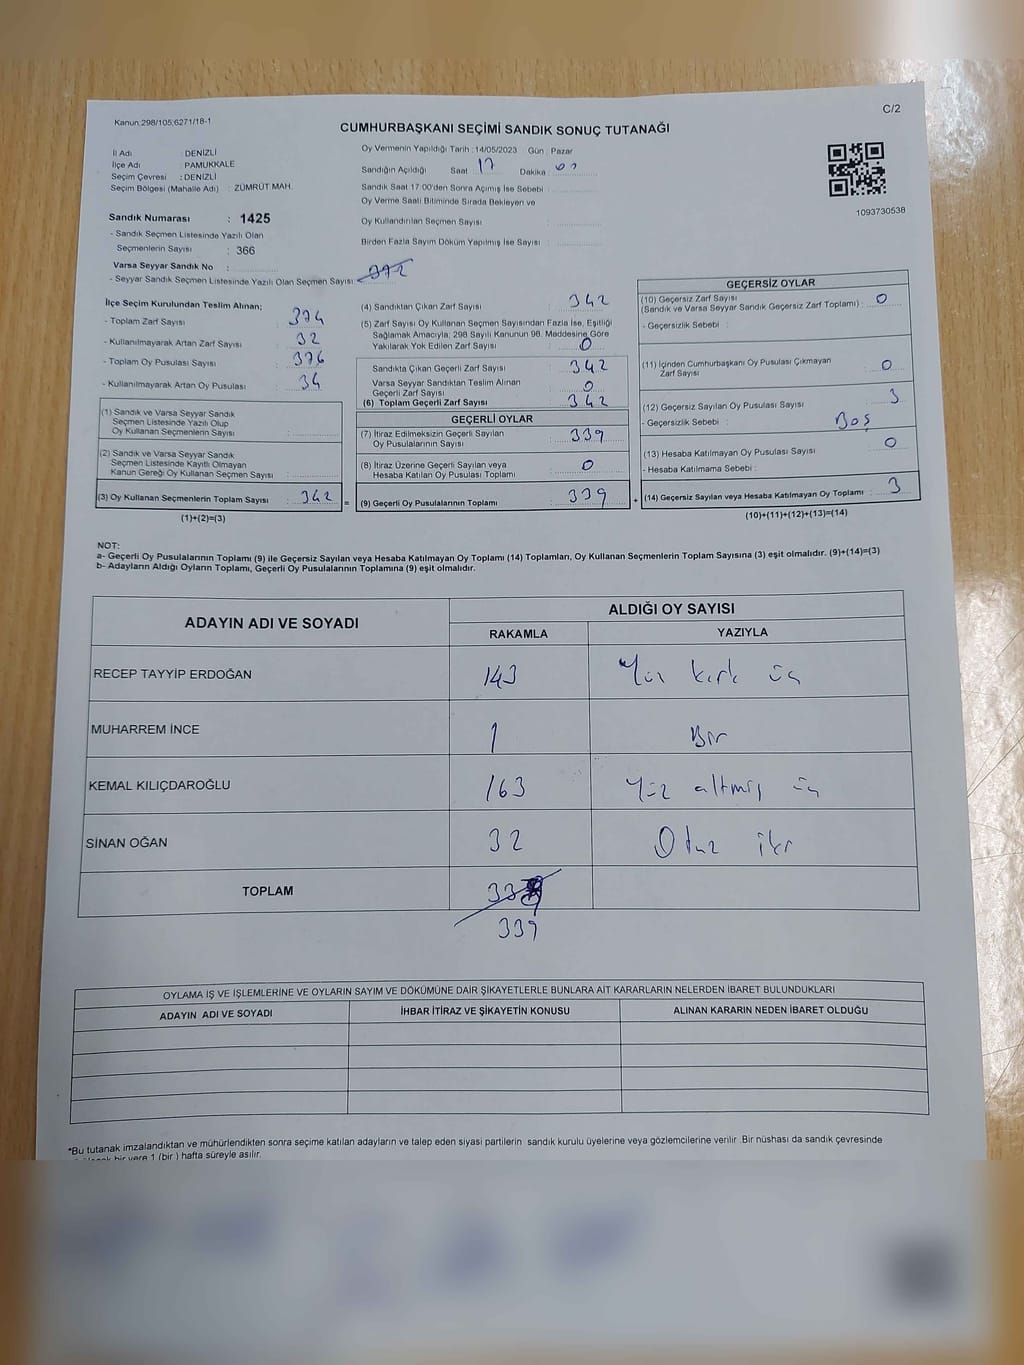 C/2
Kanun:298/105;6271/18-1
CUMHURBAŞKANI SEÇİMİ SANDIK SONUÇ TUTANAĞI
İl Adı : DENİZLİ
İlçe Adı : PAMUKKALE
Seçim Çevresi : DENİZLİ
Seçim Bölgesi (Mahalle Adı) : ZÜMRÜT MAH.
Sandık Numarası : 1425
- Sandık Seçmen Listesinde Yazılı Olan
Seçmenlerin Sayısı : 366
Varsa Seyyar Sandık No :
- Seyyar Sandık Seçmen Listesinde Yazılı Olan Seçmen Sayısı: 372
Oy Vermenin Yapıldığı Tarih : 14/05/2023 Gün : Pazar
Sandığın Açıldığı Saat 17 Dakika
Sandık Saat 17:00'den Sonra Açımış İse Sebebi :
Oy Verme Saati Bitiminde Sırada Bekleyen ve
Oy Kullandırılan Seçmen Sayısı :
Birden Fazla Sayım Döküm Yapılmış İse Sayısı :
1093730538
İlçe Seçim Kurulundan Teslim Alınan;
- Toplam Zarf Sayısı : 374
- Kullanılmayarak Artan Zarf Sayısı : 32
- Toplam Oy Pusulası Sayısı : 376
- Kullanılmayarak Artan Oy Pusulası : 34
(1) Sandık ve Varsa Seyyar Sandık
Seçmen Listesinde Yazılı Olup
Oy Kullanan Seçmenlerin Sayısı :
(2) Sandık ve Varsa Seyyar Sandık
Seçmen Listesinde Kayıtlı Olmayan
Kanun Gereği Oy Kullanan Seçmen Sayısı :
(3) Oy Kullanan Seçmenlerin Toplam Sayısı : 342 =
(1)+(2)=(3)
(4) Sandıktan Çıkan Zarf Sayısı : 342
(5) Zarf Sayısı Oy Kullanan Seçmen Sayısından Fazla İse, Eşitliği
Sağlamak Amacıyla; 298 Sayılı Kanunun 98. Maddesine Göre
Yakılarak Yok Edilen Zarf Sayısı : 0
Sandıkta Çıkan Geçerli Zarf Sayısı : 342
Varsa Seyyar Sandıktan Teslim Alınan
Geçerli Zarf Sayısı : 0
(6) Toplam Geçerli Zarf Sayısı : 342
GEÇERLİ OYLAR
(7) İtiraz Edilmeksizin Geçerli Sayılan
Oy Pusulalarının Sayısı : 339
(8) İtiraz Üzerine Geçerli Sayılan veya
Hesaba Katılan Oy Pusulası Toplamı : 0
(9) Geçerli Oy Pusulalarının Toplamı : 339 +
GEÇERSİZ OYLAR
(10) Geçersiz Zarf Sayısı : 0
(Sandık ve Varsa Seyyar Sandık Geçersiz Zarf Toplamı)
- Geçersizlik Sebebi :
(11) İçinden Cumhurbaşkanı Oy Pusulası Çıkmayan
Zarf Sayısı : 0
(12) Geçersiz Sayılan Oy Pusulası Sayısı : 3
- Geçersizlik Sebebi : Boş
(13) Hesaba Katılmayan Oy Pusulası Sayısı : 0
- Hesaba Katılmama Sebebi :
(14) Geçersiz Sayılan veya Hesaba Katılmayan Oy Toplamı : 3
(10)+(11)+(12)+(13)=(14)
NOT:
a- Geçerli Oy Pusulalarının Toplamı (9) ile Geçersiz Sayılan veya Hesaba Katılmayan Oy Toplamı (14) Toplamları, Oy Kullanan Seçmenlerin Toplam Sayısına (3) eşit olmalıdır. (9)+(14)=(3)
b- Adayların Aldığı Oyların Toplamı, Geçerli Oy Pusulalarının Toplamına (9) eşit olmalıdır.
ADAYIN ADI VE SOYADI ALDIĞI OY SAYISI
RAKAMLA YAZIYLA
RECEP TAYYİP ERDOĞAN 143 Yüz kırk üç
MUHARREM İNCE 1 Bir
KEMAL KILIÇDAROĞLU 163 Yüz altmış üç
SİNAN OĞAN 32 Otuz iki
TOPLAM
339
OYLAMA İŞ VE İŞLEMLERİNE VE OYLARIN SAYIM VE DÖKÜMÜNE DAİR ŞİKAYETLERLE BUNLARA AİT KARARLARIN NELERDEN İBARET BULUNDUKLARI
ADAYIN ADI VE SOYADI İHBAR İTİRAZ VE ŞİKAYETİN KONUSU ALINAN KARARIN NEDEN İBARET OLDUĞU
*Bu tutanak imzalandıktan ve mühürlendikten sonra seçime katılan adayların ve talep eden siyasi partilerin sandık kurulu üyelerine veya gözlemcilerine verilir. Bir nüshası da sandık çevresinde
bir yere 1 (bir ) hafta süreyle asılır.